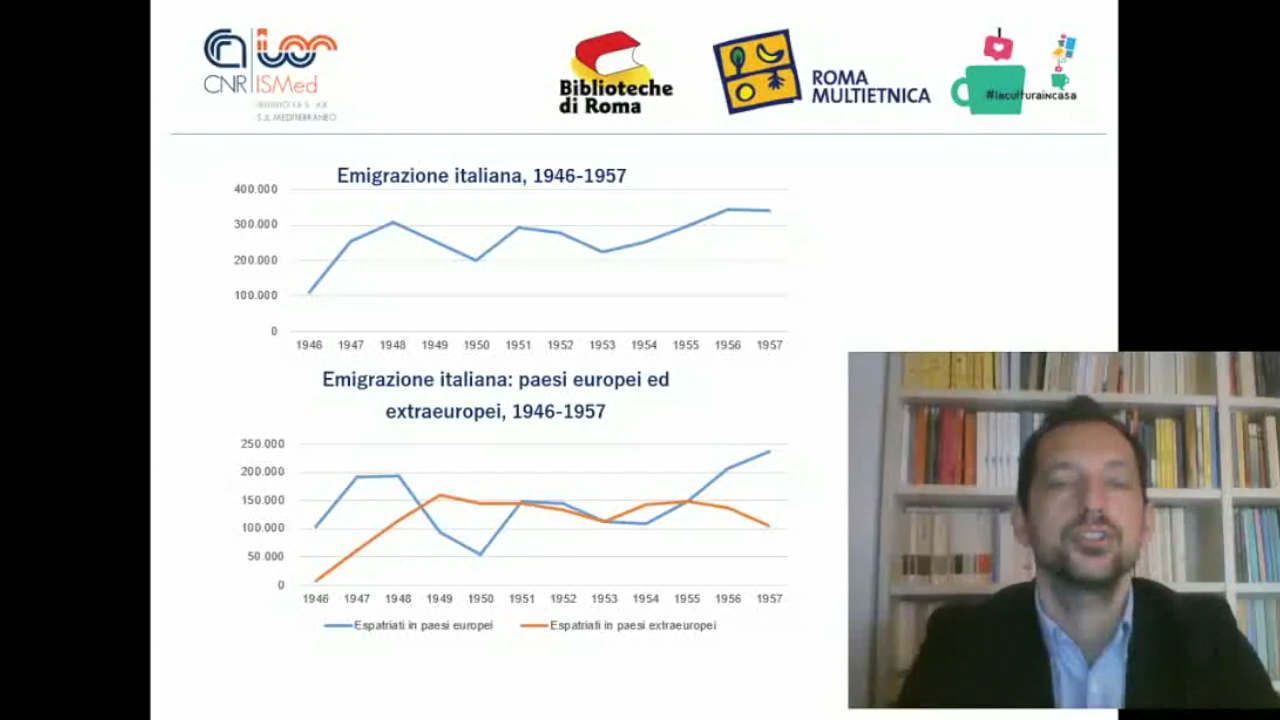 CNR ISMed
SUL MEDITERRANEO
Biblioteche
di Roma
ROMA
MULTIETNICA
#laculturaincasa
Emigrazione italiana, 1946-1957
400.000
300.000
200.000
100.000
0
1946 1947 1948 1949 1950 1951 1952 1953 1954 1955 1956 1957
Emigrazione italiana: paesi europei ed
extraeuropei, 1946-1957
250.000
200.000
150.000
100.000
50.000
0
1946 1947 1948 1949 1950 1951 1952 1953 1954 1955 1956 1957
Espatriati in paesi europei Espatriati in paesi extraeuropei